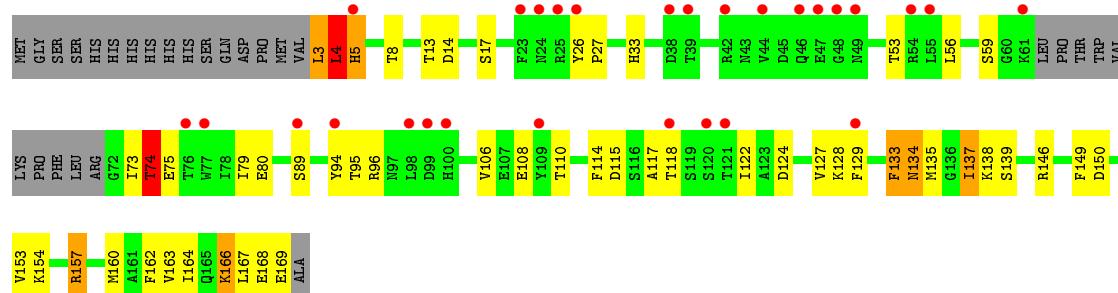 MET GLY SER SER HIS HIS HIS HIS HIS HIS SER GLN ASP PRO MET VAL L3 L4 H5 T8 T13 D14 S17 F23 N24 R25 Y26 P27 H33 D38 T39 R42 N43 V44 D45 Q46 E47 G48 N49 T53 R54 L55 L56 S59 G60 K61 LEU PRO THR TRP VAL
LYS PRO PHE LEU ARG G72 I73 T74 E75 T76 W77 I78 I79 E80 S89 Y94 T95 R96 N97 L98 D99 H100 V106 E107 E108 Y109 T110 F114 D115 S116 A117 T118 S119 S120 T121 I122 A123 D124 V127 K128 F129 F133 N134 M135 G136 I137 K138 S139 R146 F149 D150
V153 K154 R157 M160 A161 F162 V163 I164 Q165 K166 L167 E168 E169 ALA